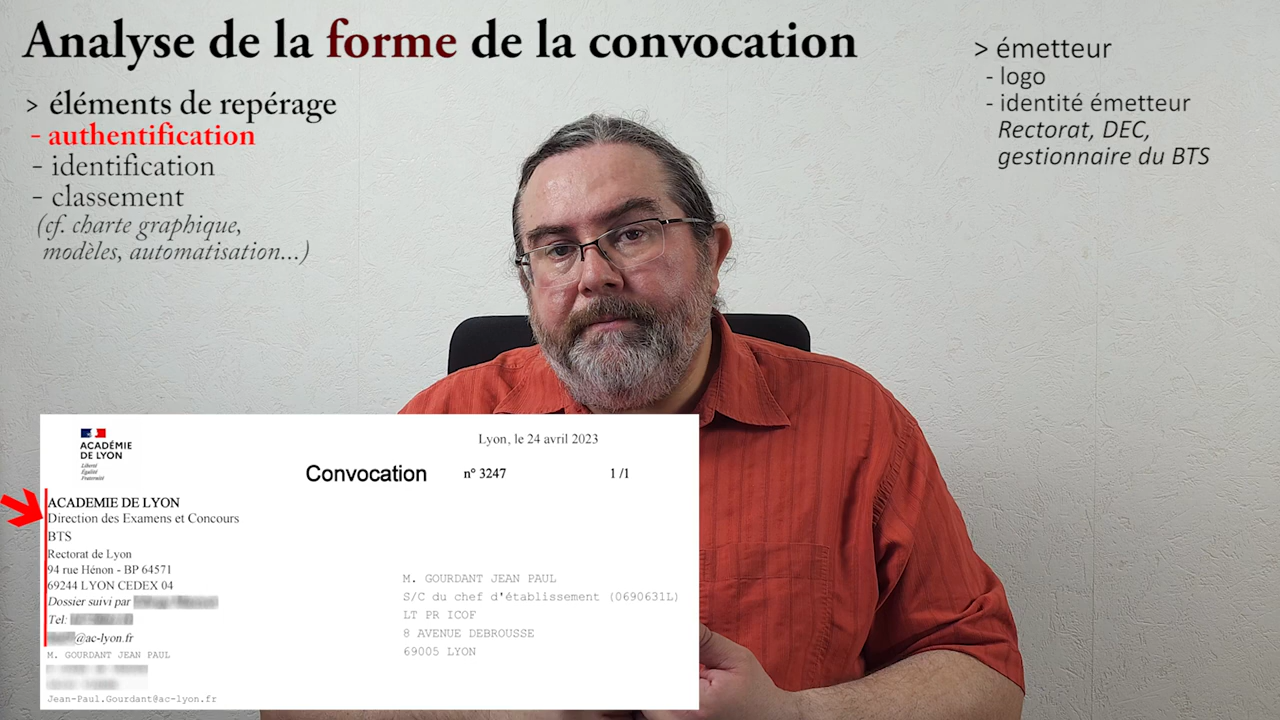 Analyse de la forme de la convocation
> éléments de repérage
- authentification
- identification
- classement
(cf. charte graphique,
modèles, automatisation...)
> émetteur
- logo
- identité émetteur
Rectorat, DEC,
gestionnaire du BTS
ACADÉMIE
DE LYON
Liberté
Égalité
Fraternité
Lyon, le 24 avril 2023
Convocation n° 3247 1 /1
ACADEMIE DE LYON
Direction des Examens et Concours
BTS
Rectorat de Lyon
94 rue Hénon - BP 64571
69244 LYON CEDEX 04
Dossier suivi par
Tel:
@ac-lyon.fr
M. GOURDANT JEAN PAUL
Jean-Paul.Gourdant@ac-lyon.fr
M. GOURDANT JEAN PAUL
S/C du chef d'établissement (0690631L)
LT PR ICOF
8 AVENUE DEBROUSSE
69005 LYON